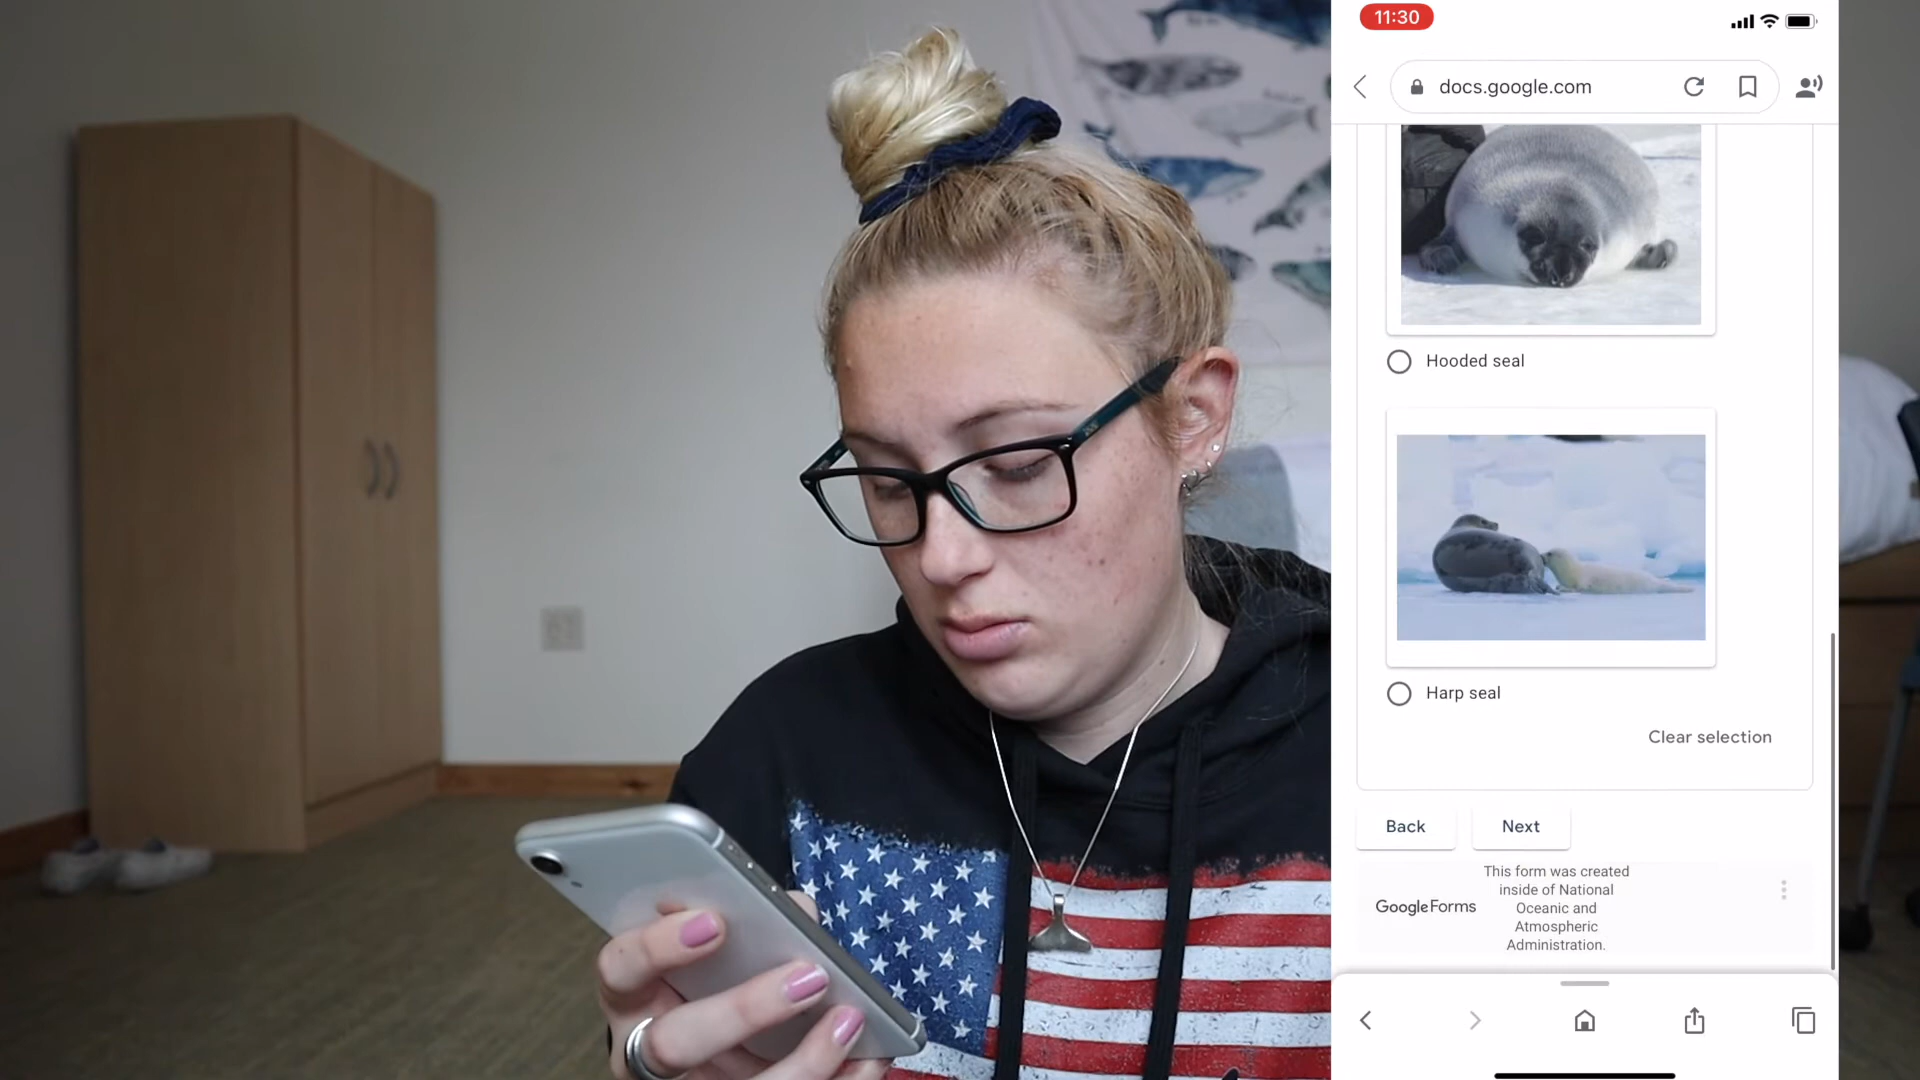 11:30
docs.google.com
Hooded seal
Harp seal
Clear selection
Back
Next
This form was created
inside of National
Oceanic and
Atmospheric
Administration.
Google Forms